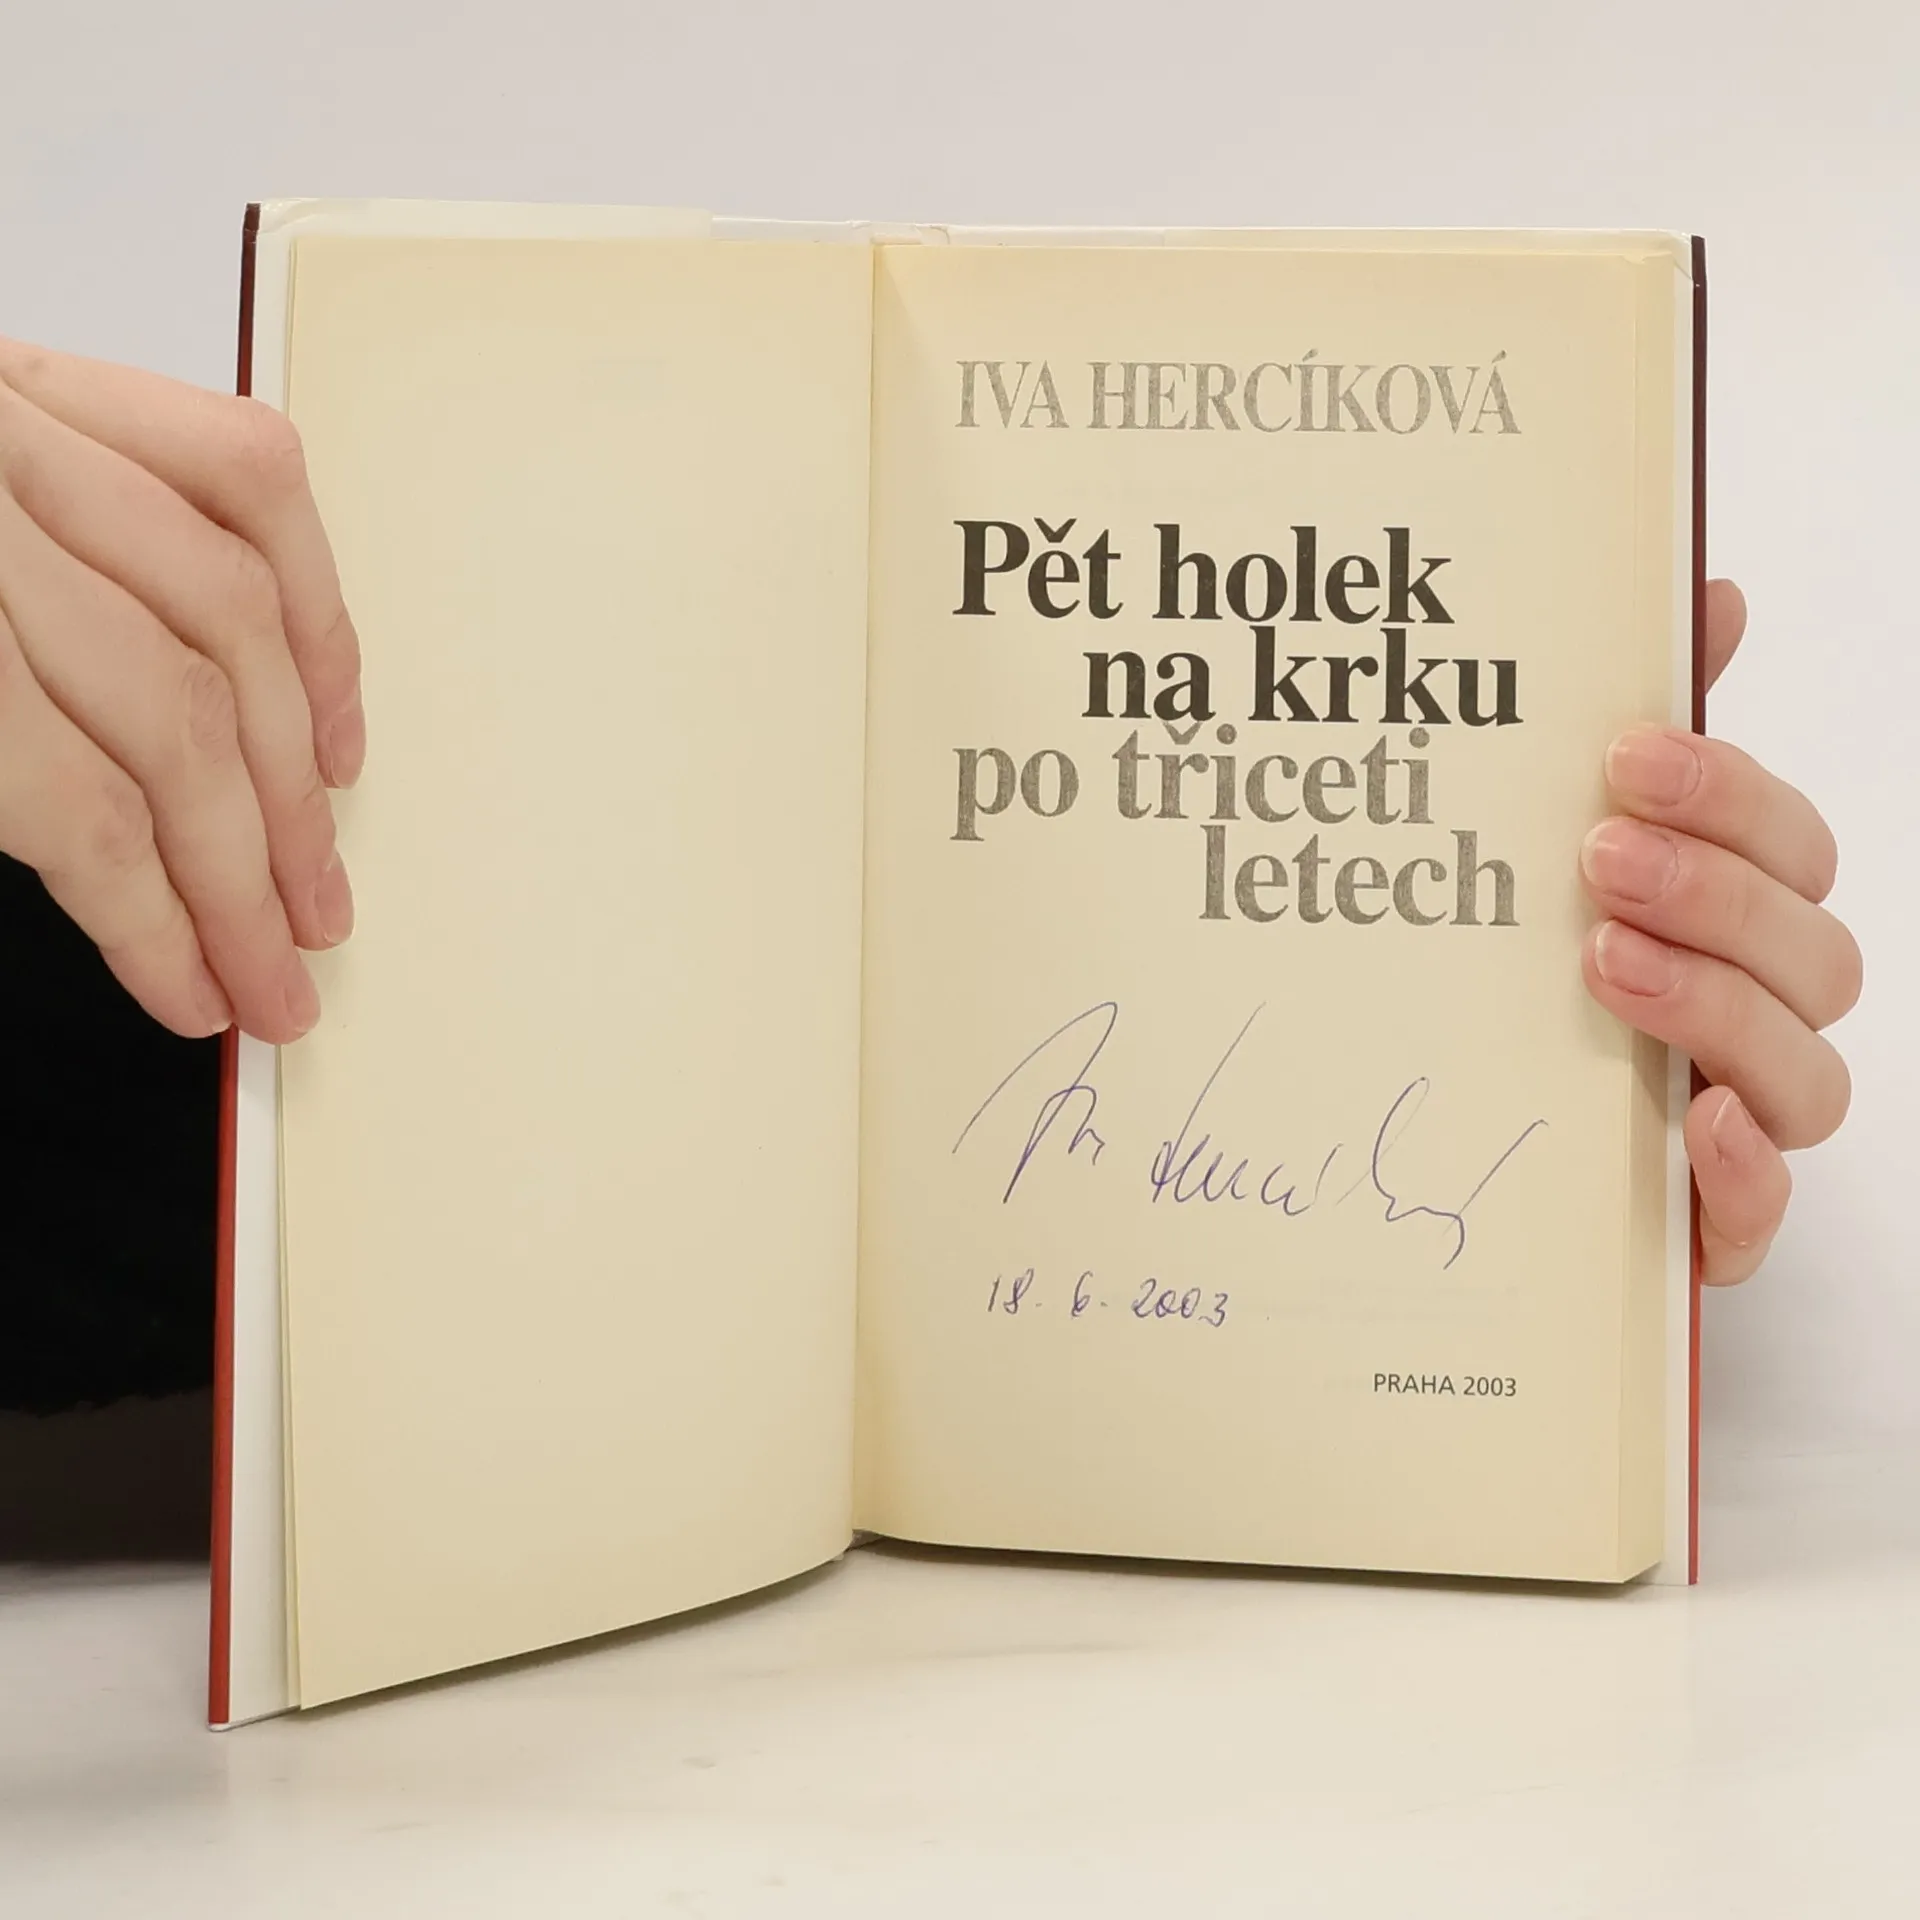 IVA HERCÍKOVÁ
Pět holek
na krku
po třiceti
letech
18. 6. 2003
PRAHA 2003